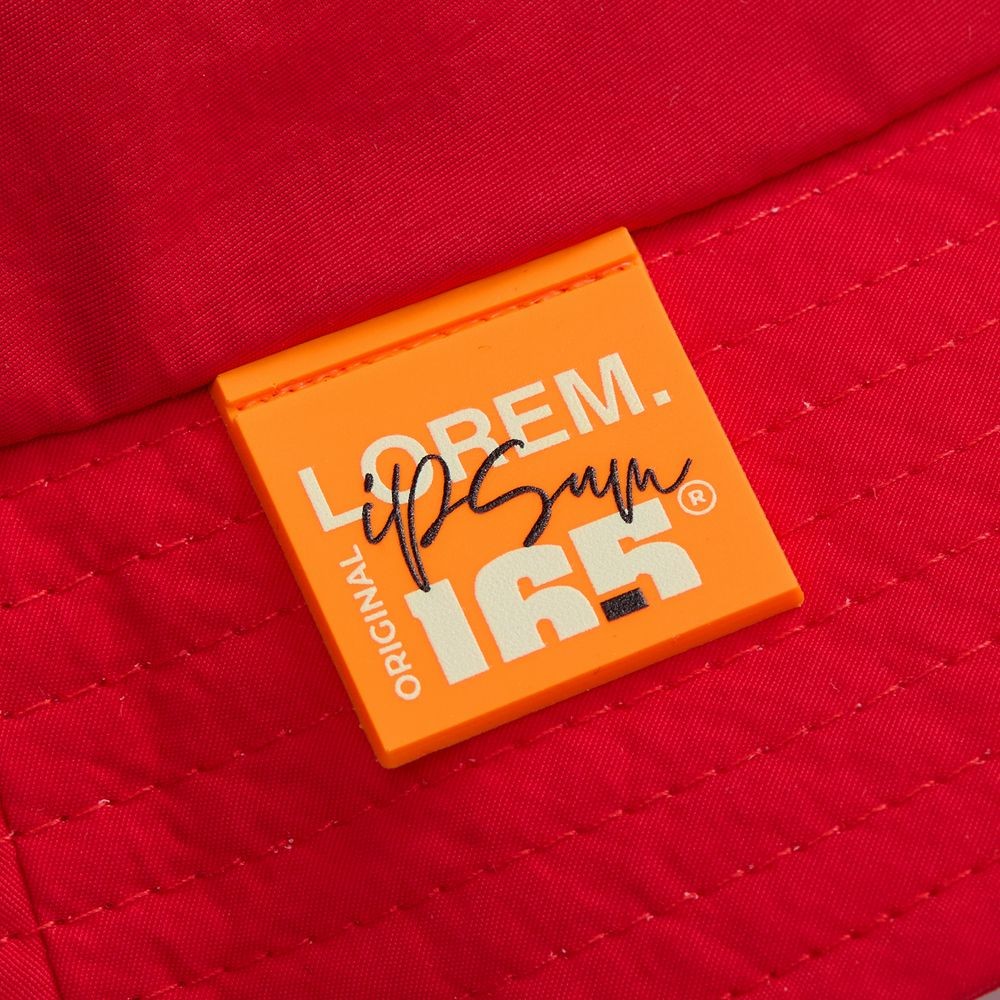 LOREM.
ipsum
ORIGINAL
165
®